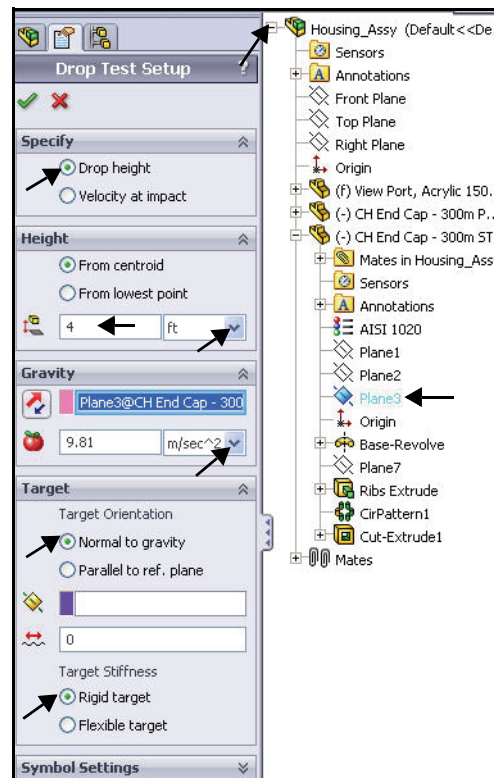 Drop Test Setup
?
Specify
Drop height
Velocity at impact
Height
From centroid
From lowest point
4
ft
Gravity
Plane3@CH End Cap - 300
9.81
m/sec^2
Target
Target Orientation
Normal to gravity
Parallel to ref. plane
0
Target Stiffness
Rigid target
Flexible target
Symbol Settings
Housing_Assy (Default<<De
Sensors
Annotations
Front Plane
Top Plane
Right Plane
Origin
(f) View Port, Acrylic 150.
(-) CH End Cap - 300m P..
(-) CH End Cap - 300m ST
Mates in Housing_Ass
Sensors
Annotations
AISI 1020
Plane1
Plane2
Plane3
Origin
Base-Revolve
Plane7
Ribs Extrude
CirPattern1
Cut-Extrude1
Mates